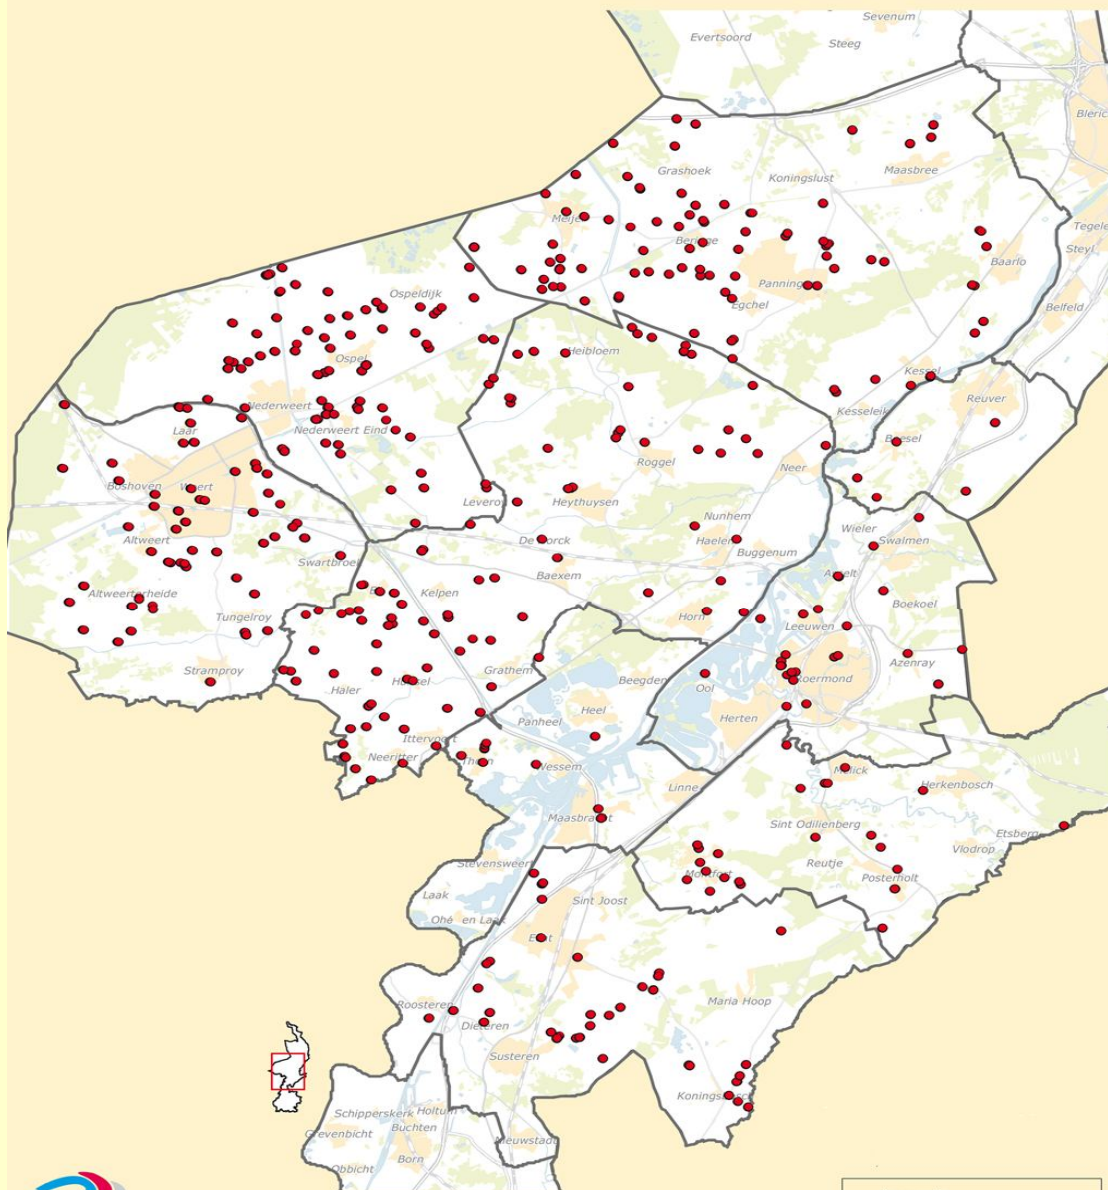 Sevenum
Evertsoord
Steeg
Grashoek
Koningslust
Maasbree
Meijel
Beringe
Baarlo
Steyl
Belfeld
Panning
Egchel
Ospeldijk
Ospel
Heibloem
Kessel
Kesseleik
Reuver
Beesel
Nederweert
Nederweert Eind
Laar
Boshoven
Weert
Roggel
Neer
Leveroy
Heythuysen
Nunhem
Haelen
Buggenum
Wieler
Swalmen
Altweert
Swartbroek
Baexem
Asselt
Boekoel
Altweerterheide
Tungelroy
Kelpen
Horn
Leeuwen
Azenray
Stramproy
Grathem
Haler
Hunsel
Beegden
Ool
Roermond
Heel
Panheel
Herten
Ittervoort
Neeritter
Thorn
Wessem
Linne
Melick
Herkenbosch
Maasbracht
Sint Odilienberg
Etsberg
Vlodrop
Reutje
Posterholt
Montfort
Stevensweert
Laak
Ohé en Laak
Sint Joost
Echt
Maria Hoop
Roosteren
Dieteren
Susteren
Schipperskerk
Holtum
Grevenbicht
Buchten
Nieuwstadt
Born
Obbicht